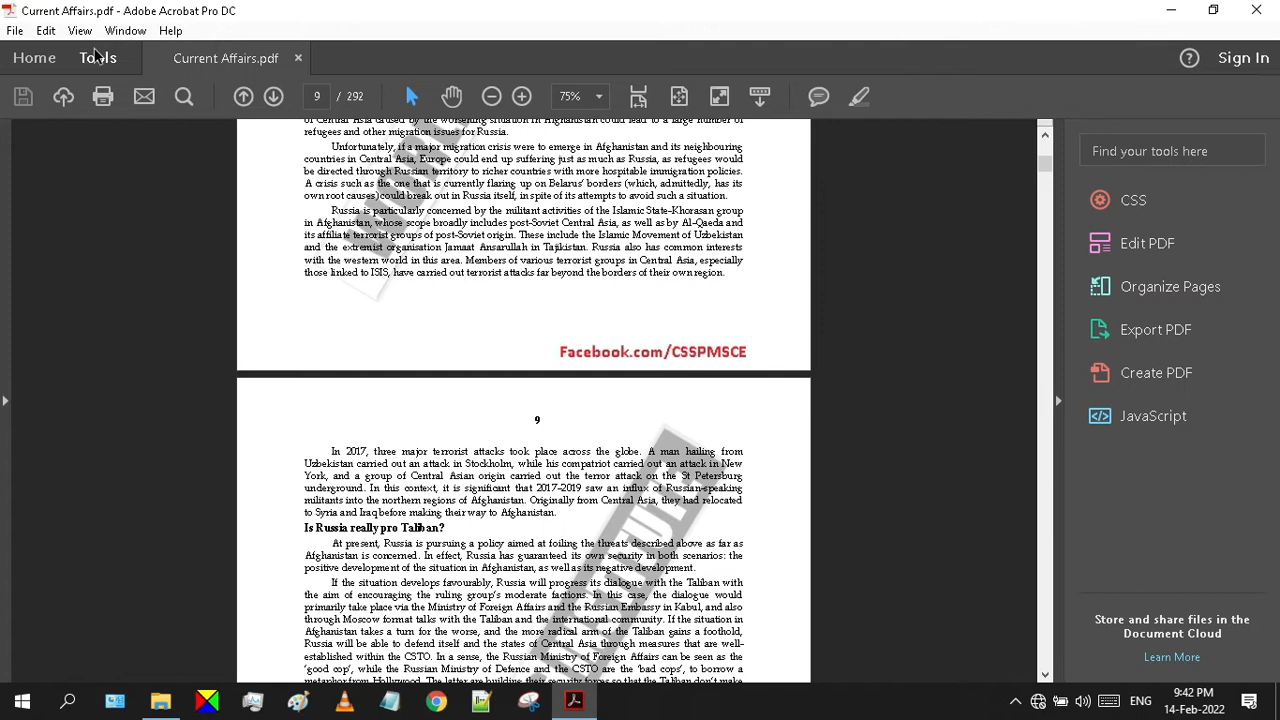 Current Affairs.pdf - Adobe Acrobat Pro DC
File Edit View Window Help
Home Tools Current Affairs.pdf × ? Sign In
9 / 292 75%
of Central Asia caused by the worsening situation in Afghanistan could lead to a large number of
refugees and other migration issues for Russia.
Unfortunately, if a major migration crisis were to emerge in Afghanistan and its neighbouring
countries in Central Asia, Europe could end up suffering just as much as Russia, as refugees would
be directed through Russian territory to richer countries with more hospitable immigration policies.
A crisis such as the one that is currently flaring up on Belarus' borders (which, admittedly, has its
own root causes) could break out in Russia itself, in spite of its attempts to avoid such a situation.
Russia is particularly concerned by the militant activities of the Islamic State-Khorasan group
in Afghanistan, whose scope broadly includes post-Soviet Central Asia, as well as by Al-Qaeda and
its affiliate terrorist groups of post-Soviet origin. These include the Islamic Movement of Uzbekistan
and the extremist organisation Jamaat Ansarullah in Tajikistan. Russia also has common interests
with the western world in this area. Members of various terrorist groups in Central Asia, especially
those linked to ISIS, have carried out terrorist attacks far beyond the borders of their own region.
Facebook.com/CSSPMSCE
9
In 2017, three major terrorist attacks took place across the globe. A man hailing from
Uzbekistan carried out an attack in Stockholm, while his compatriot carried out an attack in New
York, and a group of Central Asian origin carried out the terror attack on the St Petersburg
underground. In this context, it is significant that 2017-2019 saw an influx of Russian-speaking
militants into the northern regions of Afghanistan. Originally from Central Asia, they had relocated
to Syria and Iraq before making their way to Afghanistan.
Is Russia really pro Taliban?
At present, Russia is pursuing a policy aimed at foiling the threats described above as far as
Afghanistan is concerned. In effect, Russia has guaranteed its own security in both scenarios: the
positive development of the situation in Afghanistan, as well as its negative development.
If the situation develops favourably, Russia will progress its dialogue with the Taliban with
the aim of encouraging the ruling group's moderate factions. In this case, the dialogue would
primarily take place via the Ministry of Foreign Affairs and the Russian Embassy in Kabul, and also
through Moscow format talks with the Taliban and the international community. If the situation in
Afghanistan takes a turn for the worse, and the more radical arm of the Taliban gains a foothold,
Russia will be able to defend itself and the states of Central Asia through measures that are well-
established within the CSTO. In a sense, the Russian Ministry of Foreign Affairs can be seen as the
'good cop', while the Russian Ministry of Defence and the CSTO are the 'bad cops', to borrow a
metaphor from Hollywood. The latter are building their security forces so that the Taliban don't make
Find your tools here
CSS
Edit PDF
Organize Pages
Export PDF
Create PDF
JavaScript
Store and share files in the
Document Cloud
Learn More
ENG
9:42 PM
14-Feb-2022